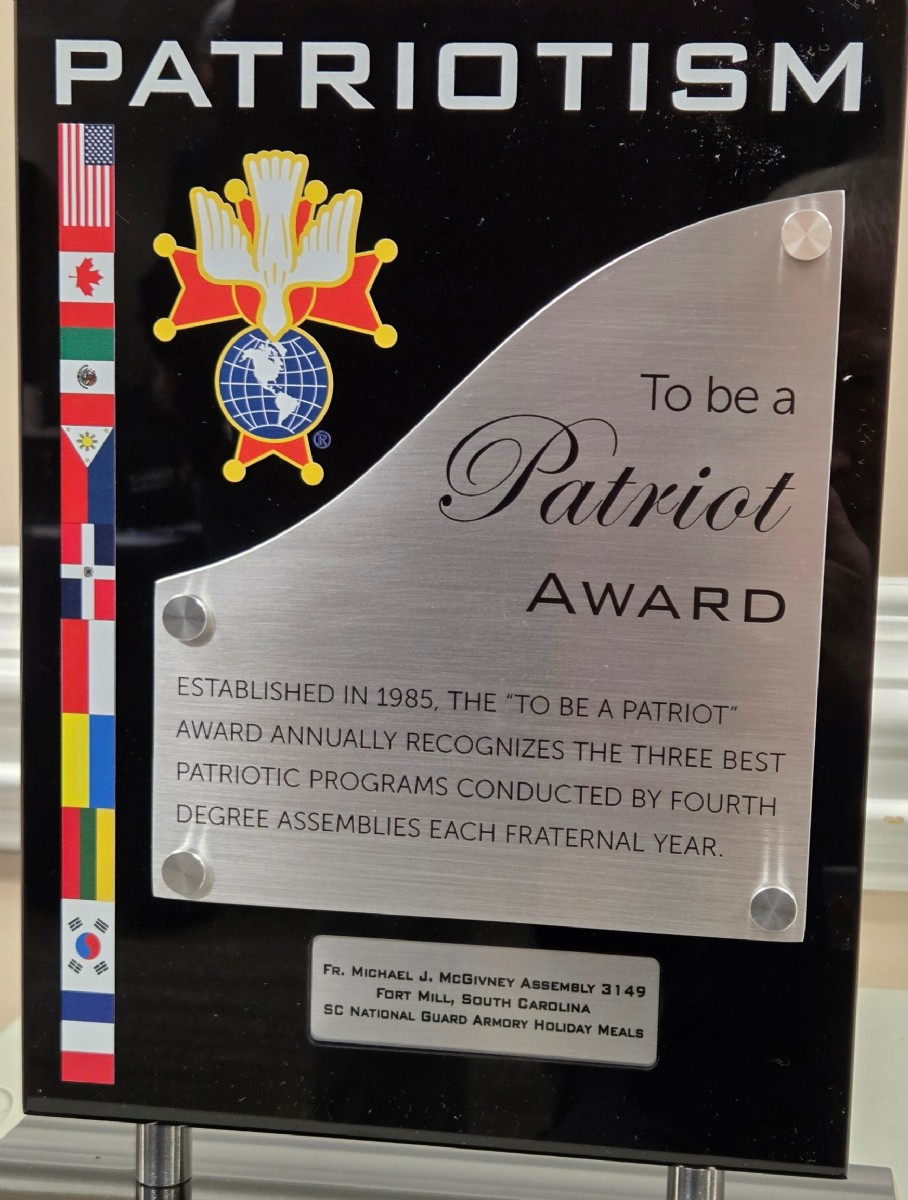 PATRIOTISM
To be a
Patriot
AWARD
ESTABLISHED IN 1985, THE "TO BE A PATRIOT"
AWARD ANNUALLY RECOGNIZES THE THREE BEST
PATRIOTIC PROGRAMS CONDUCTED BY FOURTH
DEGREE ASSEMBLIES EACH FRATERNAL YEAR.
®
FR. MICHAEL J. MCGIVNEY ASSEMBLY 3149
FORT MILL, SOUTH CAROLINA
SC NATIONAL GUARD ARMORY HOLIDAY MEALS